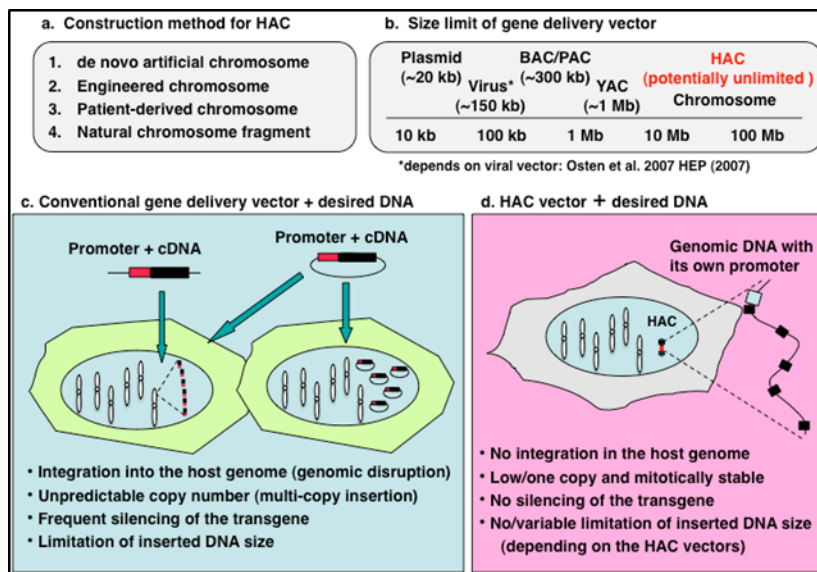 a. Construction method for HAC
1. de novo artificial chromosome
2. Engineered chromosome
3. Patient-derived chromosome
4. Natural chromosome fragment
b. Size limit of gene delivery vector
Plasmid
(~20 kb)
Virus*
(~150 kb)
BAC/PAC
(~300 kb)
YAC
(~1 Mb)
HAC
(potentially unlimited )
Chromosome
10 kb 100 kb 1 Mb 10 Mb 100 Mb
*depends on viral vector: Osten et al. 2007 HEP (2007)
c. Conventional gene delivery vector + desired DNA
Promoter + cDNA
Promoter + cDNA
• Integration into the host genome (genomic disruption)
• Unpredictable copy number (multi-copy insertion)
• Frequent silencing of the transgene
• Limitation of inserted DNA size
d. HAC vector + desired DNA
Genomic DNA with
its own promoter
HAC
• No integration in the host genome
• Low/one copy and mitotically stable
• No silencing of the transgene
• No/variable limitation of inserted DNA size
(depending on the HAC vectors)